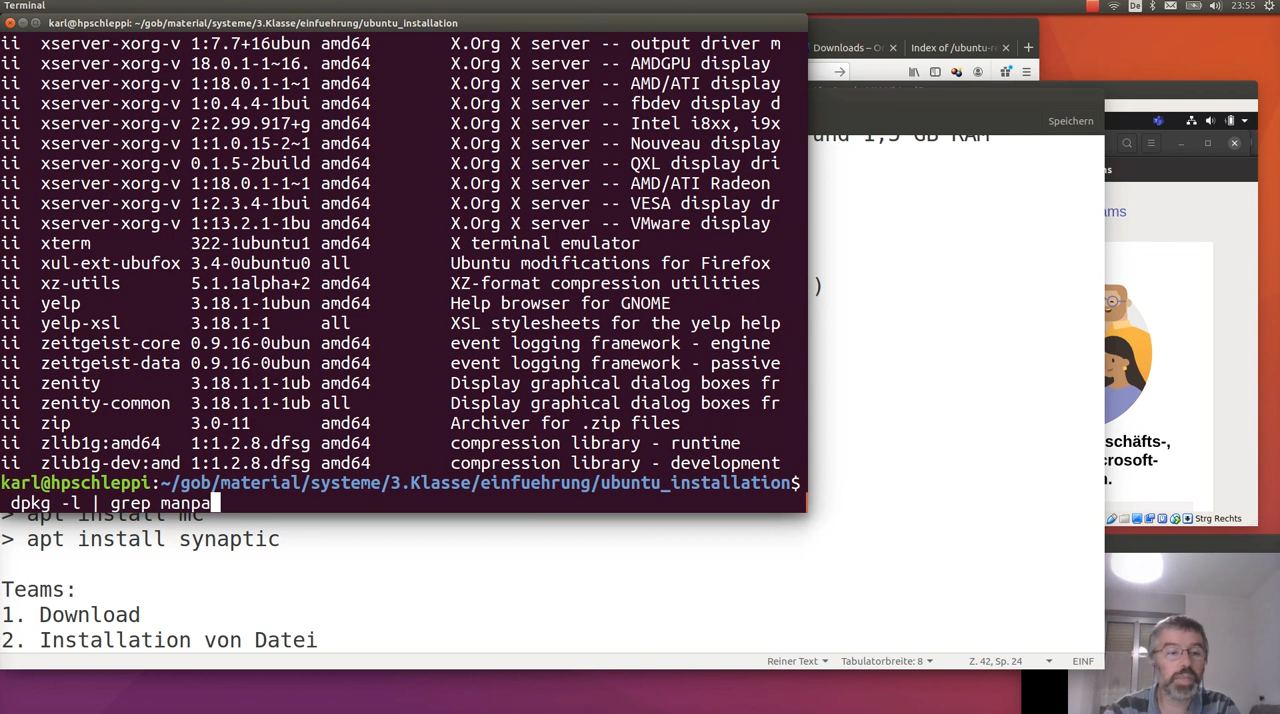 Terminal
De
23:55
karl@hpschleppi: ~/gob/material/systeme/3.Klasse/einfuehrung/ubuntu_installation
ii xserver-xorg-v 1:7.7+16ubun amd64 X.Org X server -- output driver m
ii xserver-xorg-v 18.0.1-1~16. amd64 X.Org X server -- AMDGPU display
ii xserver-xorg-v 1:18.0.1-1~1 amd64 X.Org X server -- AMD/ATI display
ii xserver-xorg-v 1:0.4.4-1bui amd64 X.Org X server -- fbdev display d
ii xserver-xorg-v 2:2.99.917+g amd64 X.Org X server -- Intel i8xx, i9x
ii xserver-xorg-v 1:1.0.15-2~1 amd64 X.Org X server -- Nouveau display
ii xserver-xorg-v 0.1.5-2build amd64 X.Org X server -- QXL display dri
ii xserver-xorg-v 1:18.0.1-1~1 amd64 X.Org X server -- AMD/ATI Radeon
ii xserver-xorg-v 1:2.3.4-1bui amd64 X.Org X server -- VESA display dr
ii xserver-xorg-v 1:13.2.1-1bu amd64 X.Org X server -- VMware display
ii xterm 322-1ubuntu1 amd64 X terminal emulator
ii xul-ext-ubufox 3.4-0ubuntu0 all Ubuntu modifications for Firefox
ii xz-utils 5.1.1alpha+2 amd64 XZ-format compression utilities
ii yelp 3.18.1-1ubun amd64 Help browser for GNOME
ii yelp-xsl 3.18.1-1 all XSL stylesheets for the yelp help
ii zeitgeist-core 0.9.16-0ubun amd64 event logging framework - engine
ii zeitgeist-data 0.9.16-0ubun amd64 event logging framework - passive
ii zenity 3.18.1.1-1ub amd64 Display graphical dialog boxes fr
ii zenity-common 3.18.1.1-1ub all Display graphical dialog boxes fr
ii zip 3.0-11 amd64 Archiver for .zip files
ii zlib1g:amd64 1:1.2.8.dfsg amd64 compression library - runtime
ii zlib1g-dev:amd 1:1.2.8.dfsg amd64 compression library - development
karl@hpschleppi:~/gob/material/systeme/3.Klasse/einfuehrung/ubuntu_installation$
dpkg -l | grep manpa
Downloads – O
Index of /ubuntu-re
Speichern
und 1,5 GB RAM
)
> apt install mc
> apt install synaptic
Teams:
1. Download
2. Installation von Datei
Reiner Text Tabulatorbreite: 8 Z. 42, Sp. 24 EINF
ms
ams
schäfts-,
crosoft-
n.
Strg Rechts